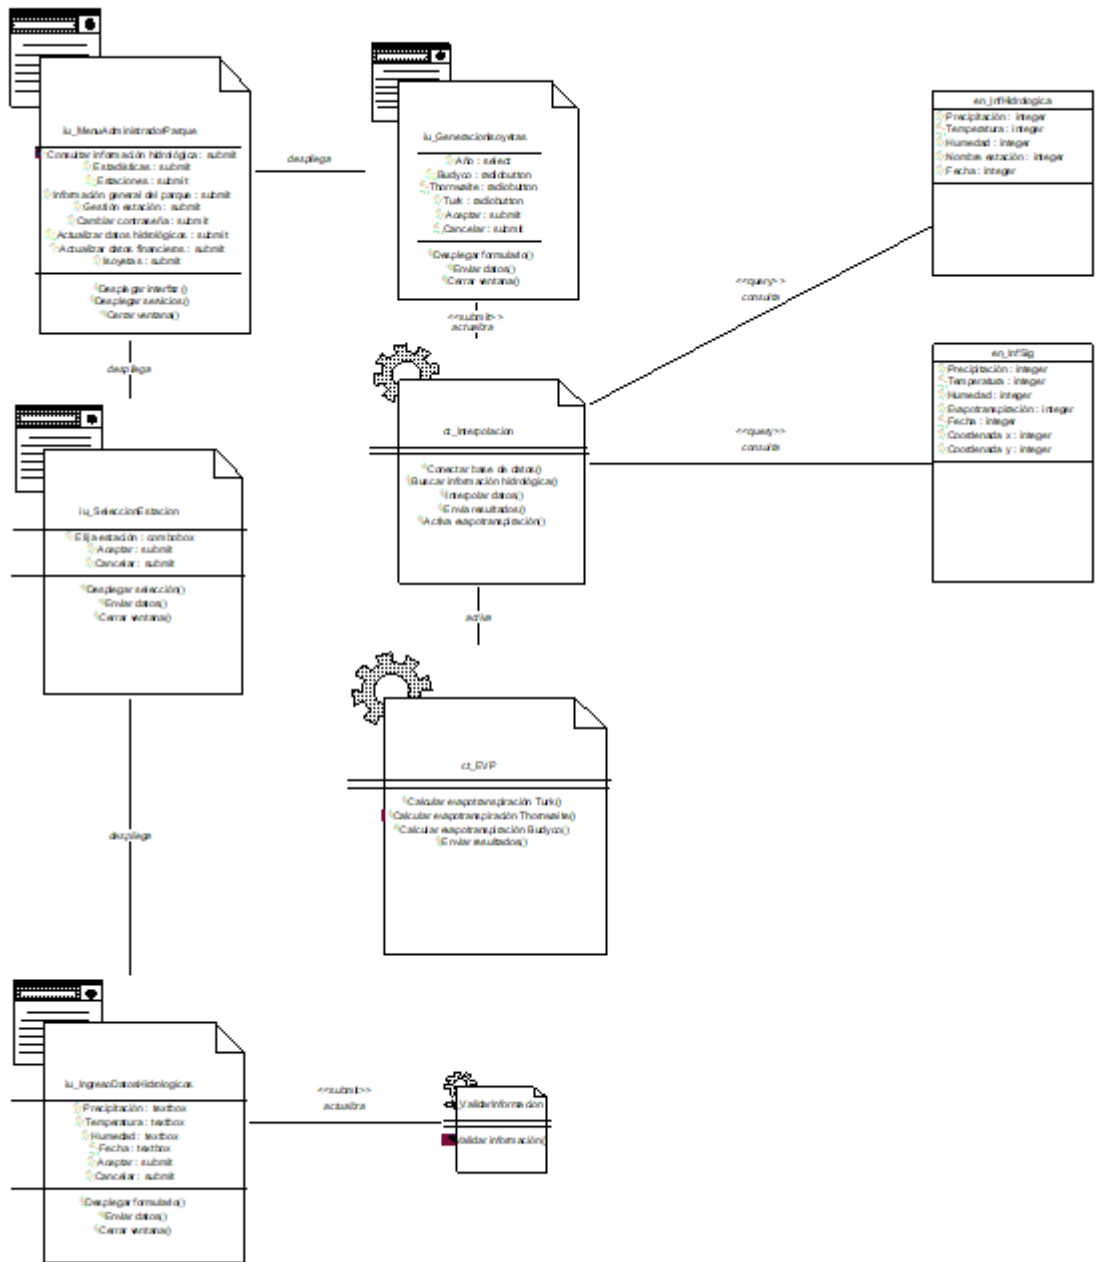 iu_MenuAdministradorParque
Consultar información hidrológica : submit
Estadísticas : submit
Estaciones : submit
Información general del parque : submit
Gestión estación : submit
Cambiar contraseña : submit
Actualizar datos hidrológicos : submit
Actualizar datos financieros : submit
Isoyetas : submit
Desplegar interfaz()
Desplegar servicios()
Cerrar ventana()
despliega
iu_GeneracionIsoyetas
Año : select
Budyco : radiobutton
Thornwaite : radiobutton
Turk : radiobutton
Aceptar : submit
Cancelar : submit
Desplegar formulario()
Enviar datos()
Cerrar ventana()
<<submit>>
actualiza
en_InfHidrologica
Precipitación : integer
Temperatura : integer
Humedad : integer
Nombre estación : integer
Fecha : integer
<<query>>
consulta
despliega
ct_Interpolacion
Conectar base de datos()
Buscar información hidrológica()
Interpolar datos()
Envia resultados()
Activa evapotranspiración()
<<query>>
consulta
en_InfSig
Precipitación : integer
Temperatura : integer
Humedad : integer
Evapotranspiración : integer
Fecha : integer
Coordenada x : integer
Coordenada y : integer
iu_SeleccionEstacion
Elija estación : combobox
Aceptar : submit
Cancelar : submit
Desplegar selección()
Enviar datos()
Cerrar ventana()
activa
ct_EVP
Calcular evapotranspiración Turk()
Calcular evapotranspiración Thornwaite()
Calcular evapotranspiración Budyco()
Enviar resultados()
despliega
iu_IngresoDatosHidrologicos
Precipitación : textbox
Temperatura : textbox
Humedad : textbox
Fecha : textbox
Aceptar : submit
Cancelar : submit
Desplegar formulario()
Enviar datos()
Cerrar ventana()
<<submit>>
actualiza
ct_ValidarInformacion
Validar información()